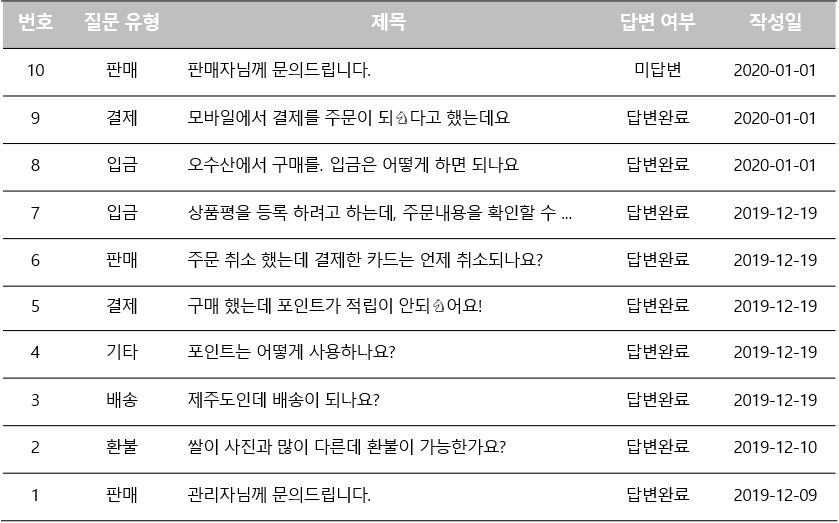 번호 질문 유형 제목 답변 여부 작성일
10 판매 판매자님께 문의드립니다. 미답변 2020-01-01
9 결제 모바일에서 결제를 주문이 되♘다고 했는데요 답변완료 2020-01-01
8 입금 오수산에서 구매를. 입금은 어떻게 하면 되나요 답변완료 2020-01-01
7 입금 상품평을 등록 하려고 하는데, 주문내용을 확인할 수 ... 답변완료 2019-12-19
6 판매 주문 취소 했는데 결제한 카드는 언제 취소되나요? 답변완료 2019-12-19
5 결제 구매 했는데 포인트가 적립이 안되♘어요! 답변완료 2019-12-19
4 기타 포인트는 어떻게 사용하나요? 답변완료 2019-12-19
3 배송 제주도인데 배송이 되나요? 답변완료 2019-12-19
2 환불 쌀이 사진과 많이 다른데 환불이 가능한가요? 답변완료 2019-12-10
1 판매 관리자님께 문의드립니다. 답변완료 2019-12-09